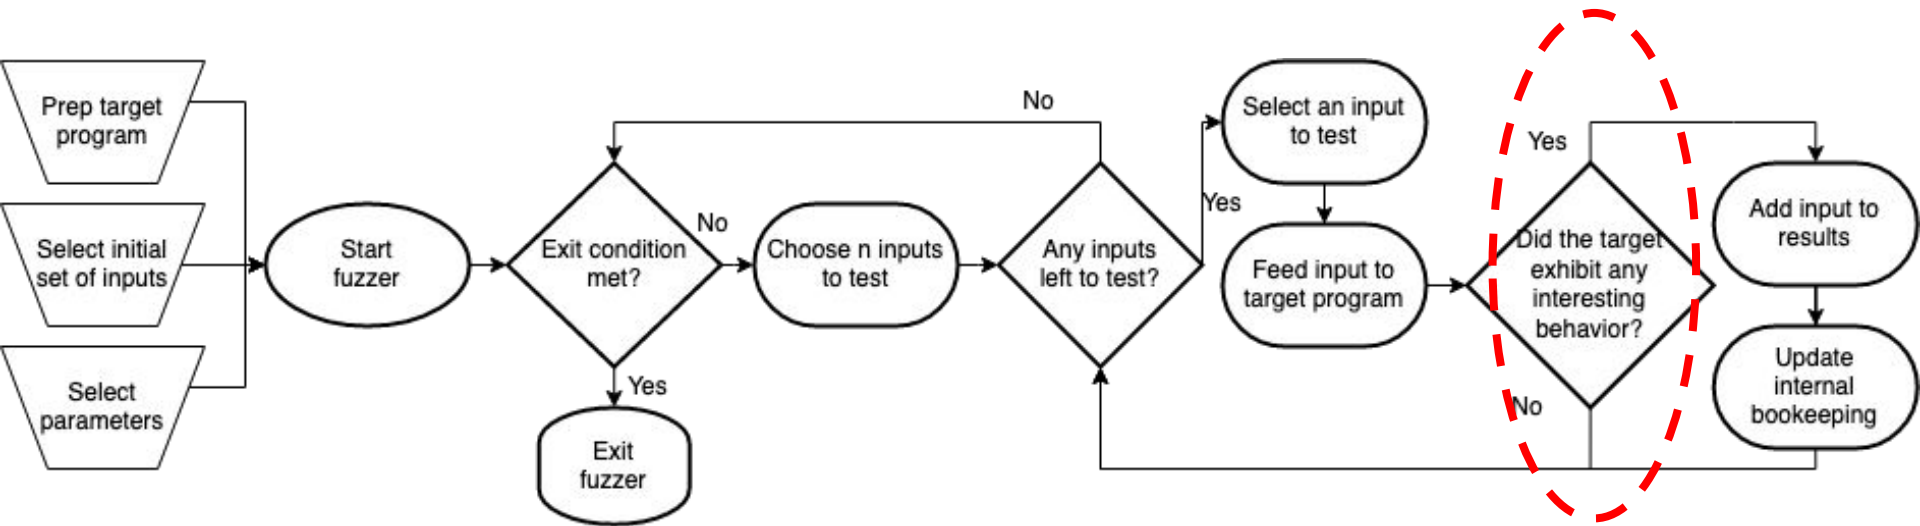 Prep target
program
Select initial
set of inputs
Select
parameters
Start
fuzzer
Exit condition
met?
No
Yes
Exit
fuzzer
Choose n inputs
to test
No
Any inputs
left to test?
Yes
Select an input
to test
Feed input to
target program
Did the target
exhibit any
interesting
behavior?
Yes
No
Add input to
results
Update
internal
bookeeping